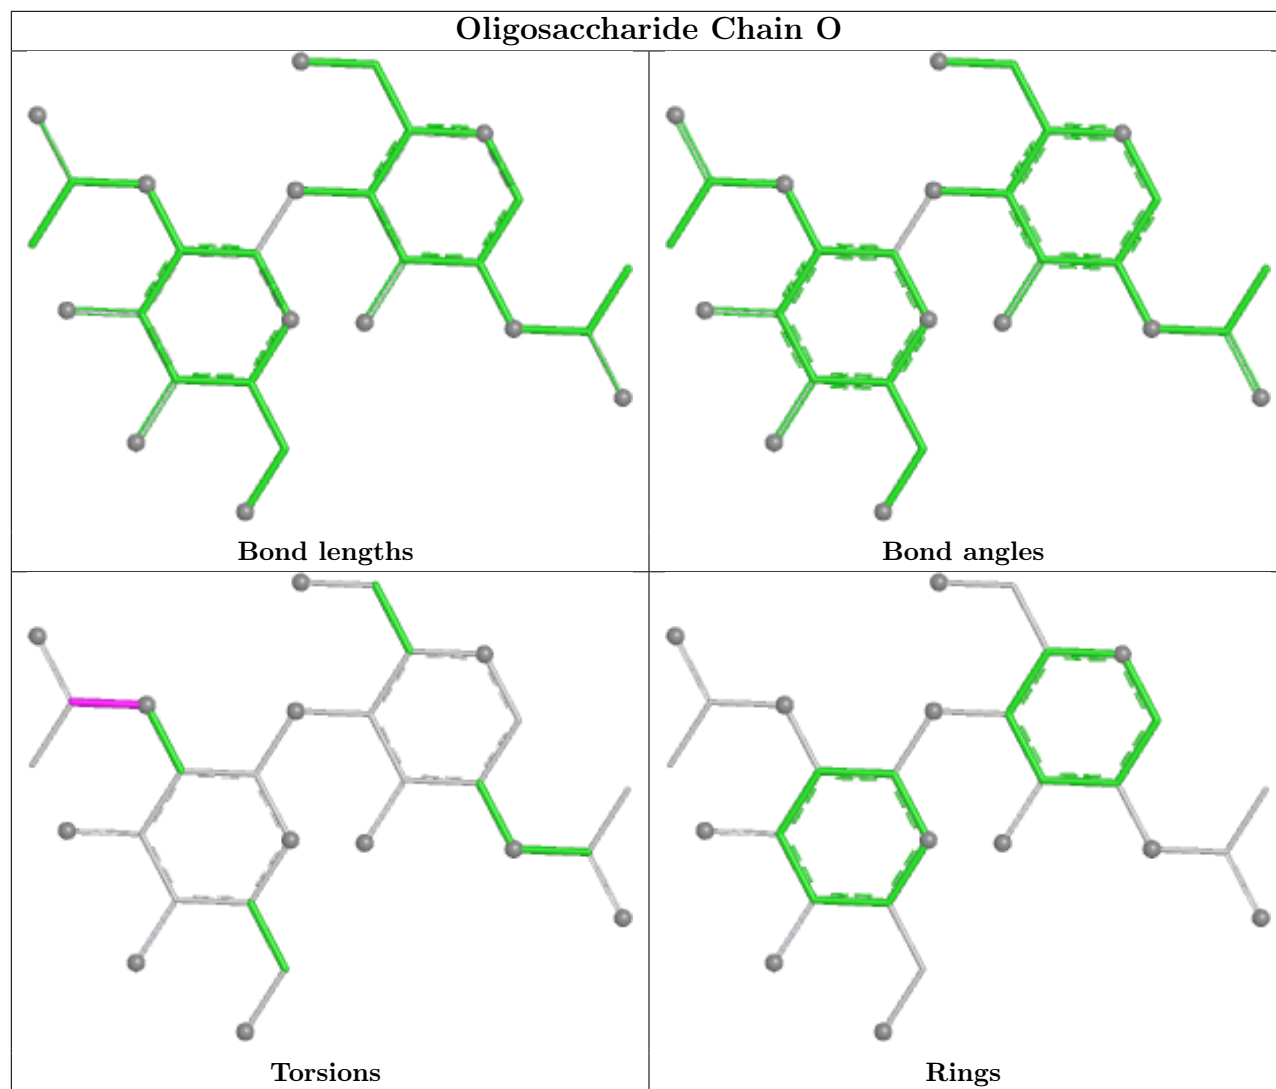 Oligosaccharide Chain O
Bond lengths
Bond angles
Torsions
Rings